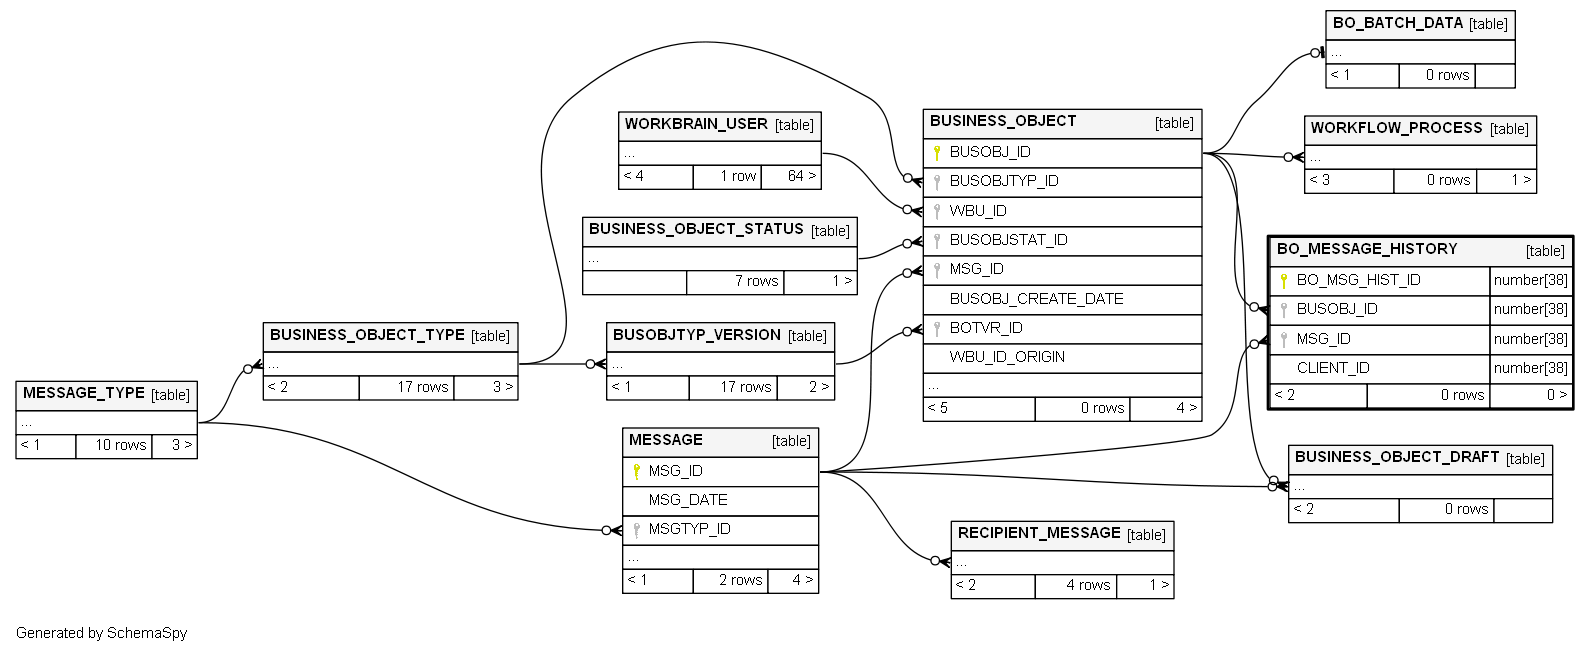 BO_BATCH_DATA [table]
...
< 1 0 rows
WORKBRAIN_USER [table]
...
< 4 1 row 64 >
BUSINESS_OBJECT [table]
BUSOBJ_ID
BUSOBJTYP_ID
WBU_ID
BUSOBJSTAT_ID
MSG_ID
BUSOBJ_CREATE_DATE
BOTVR_ID
WBU_ID_ORIGIN
...
< 5 0 rows 4 >
WORKFLOW_PROCESS [table]
...
< 3 0 rows 1 >
BUSINESS_OBJECT_STATUS [table]
...
7 rows 1 >
BO_MESSAGE_HISTORY [table]
BO_MSG_HIST_ID number[38]
BUSOBJ_ID number[38]
MSG_ID number[38]
CLIENT_ID number[38]
< 2 0 rows 0 >
BUSINESS_OBJECT_TYPE [table]
...
< 2 17 rows 3 >
BUSOBJTYP_VERSION [table]
...
< 1 17 rows 2 >
MESSAGE_TYPE [table]
...
< 1 10 rows 3 >
MESSAGE [table]
MSG_ID
MSG_DATE
MSGTYP_ID
...
< 1 2 rows 4 >
BUSINESS_OBJECT_DRAFT [table]
...
< 2 0 rows
RECIPIENT_MESSAGE [table]
...
< 2 4 rows 1 >
Generated by SchemaSpy